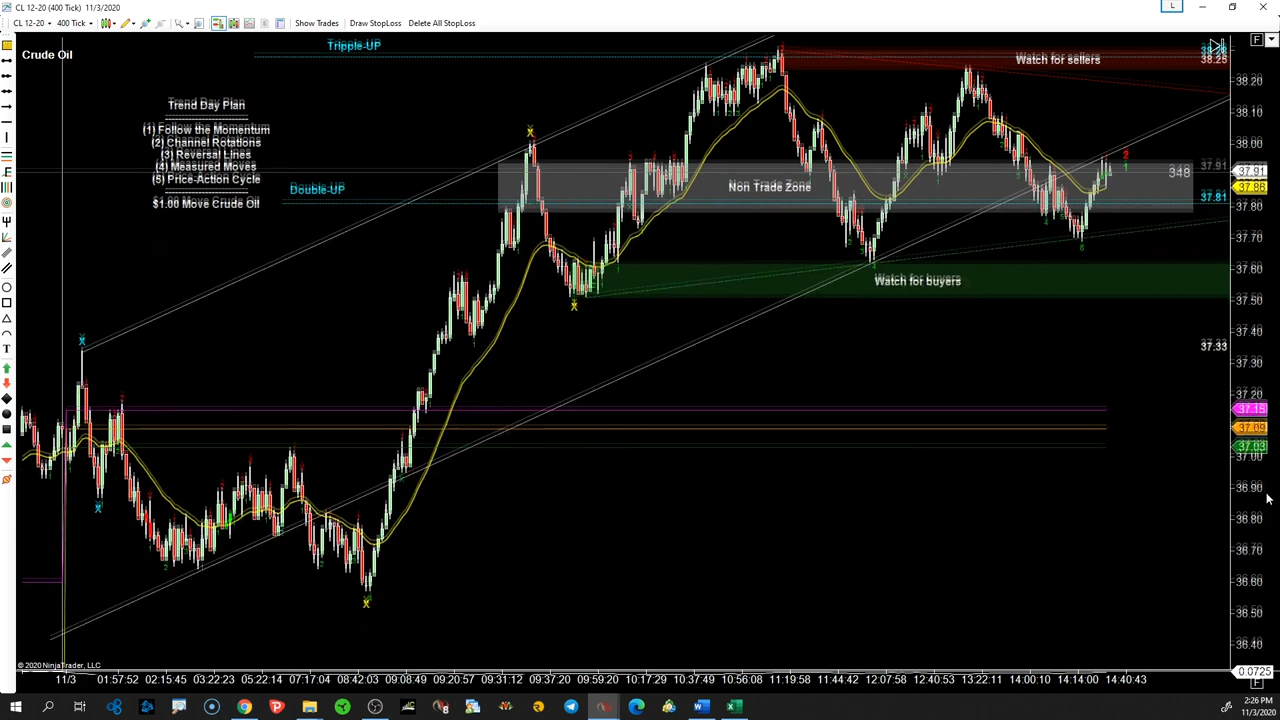 CL 12-20 (400 Tick) 11/3/2020
CL 12-20 400 Tick Show Trades Draw StopLoss Delete All StopLoss
L
F
Crude Oil
Tripple-UP
Watch for sellers
38.25
38.20
Trend Day Plan
38.10
(1) Follow the Momentum
(2) Channel Rotations
38.00
(3) Reversal Lines
(4) Measured Moves
37.91
348
37.91
(5) Price-Action Cycle
Non Trade Zone
37.88
Double-UP
37.81
$1.00 Move Crude Oil
37.80
37.70
37.60
Watch for buyers
37.50
37.40
37.33
37.30
37.20
37.15
37.09
37.03
37.00
36.90
36.80
36.70
36.60
36.50
36.40
© 2020 NinjaTrader, LLC
0.0725
11/3 01:57:52 02:15:45 03:22:23 05:22:14 07:17:04 08:42:03 09:08:49 09:20:57 09:31:12 09:37:20 09:59:20 10:17:29 10:37:49 10:56:08 11:19:58 11:44:42 12:07:58 12:40:53 13:22:11 14:00:10 14:14:00 14:40:43
F
2:26 PM
11/3/2020